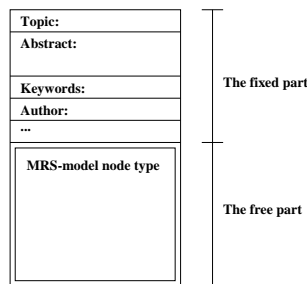 Topic:
Abstract:
Keywords:
Author:
...
The fixed part
MRS-model node type
The free part